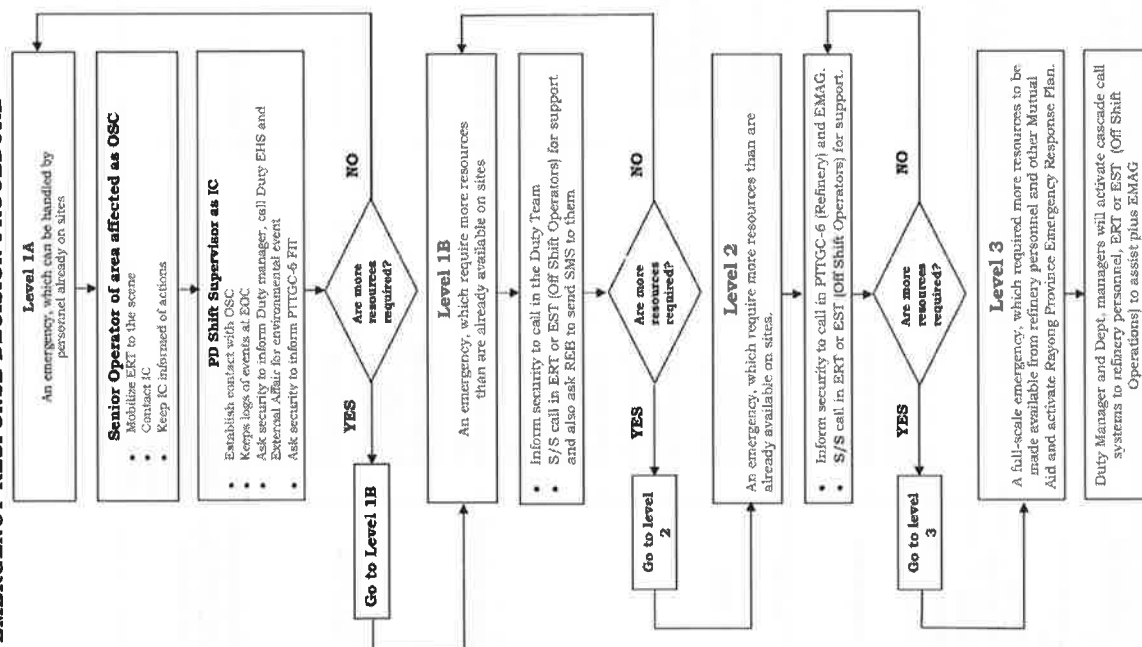 EMERGENCY RESPONSE DECISION PROCEDURE
Level 1A
An emergency, which can be handled by
personnel already on sites
Senior Operator of area affected as OSC
• Mobilize ERT to the scene
• Contact IC
• Keep IC informed of actions
PD Shift Supervisor as IC
• Establish contact with OSC
• Keeps logs of events at EOC
• Ask security to inform Duty manager, call Duty EHS and
External Affair for environmental event
• Ask security to inform PTTGC-6 FIT
Are more
resources
required?
YES
NO
Go to Level 1B
Level 1B
An emergency, which require more resources
than are already available on sites
• Inform security to call in the Duty Team
• S/S call in ERT or EST (Off Shift Operators) for support
and also ask REB to send SMS to them
Are more
resources
required?
YES
NO
Go to level
2
Level 2
An emergency, which require more resources than are
already available on sites.
• Inform security to call in PTTGC-6 (Refinery) and EMAG.
• S/S call in ERT or EST (Off Shift Operators) for support.
Are more
resources
required?
YES
NO
Go to level
3
Level 3
A full-scale emergency, which required more resources to be
made available from refinery personnel and other Mutual
Aid and activate Rayong Province Emergency Response Plan.
Duty Manager and Dept, managers will activate cascade call
systems to refinery personnel, ERT or EST (Off Shift
Operations) to assist plus EMAG